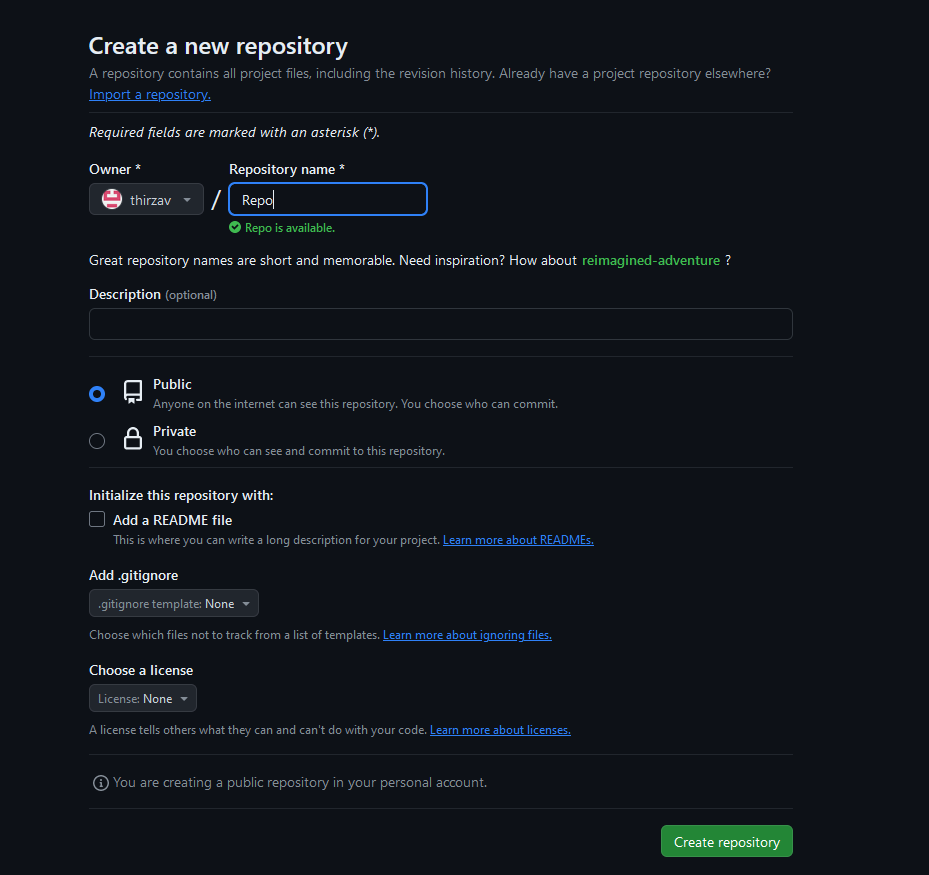 Create a new repository
A repository contains all project files, including the revision history. Already have a project repository elsewhere?
Import a repository.
Required fields are marked with an asterisk (*).
Owner *
Repository name *
thirzav
/
Repo
Repo is available.
Great repository names are short and memorable. Need inspiration? How about reimagined-adventure ?
Description (optional)
Public
Anyone on the internet can see this repository. You choose who can commit.
Private
You choose who can see and commit to this repository.
Initialize this repository with:
Add a README file
This is where you can write a long description for your project. Learn more about READMEs.
Add .gitignore
.gitignore template: None
Choose which files not to track from a list of templates. Learn more about ignoring files.
Choose a license
License: None
A license tells others what they can and can't do with your code. Learn more about licenses.
You are creating a public repository in your personal account.
Create repository